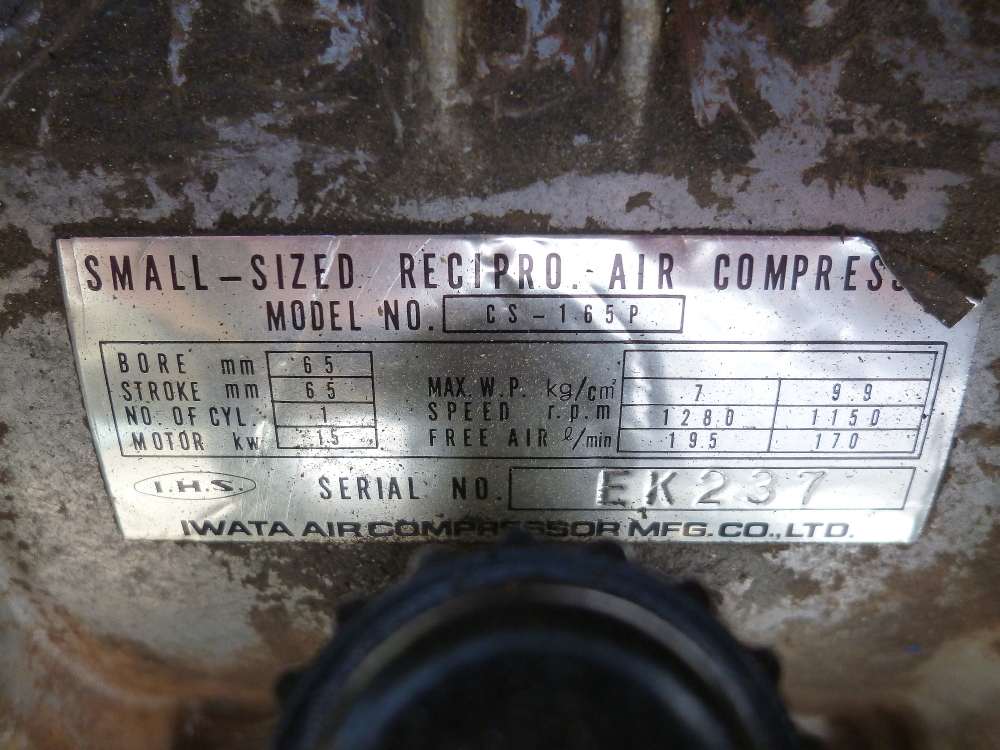 SMALL-SIZED RECIPRO. AIR COMPRESS
MODEL NO. CS-165P
BORE mm 65
STROKE mm 65 MAX. W.P. kg/cm² 7 9.9
NO. OF CYL. 1 SPEED r.p.m 1280 1150
MOTOR kw 1.5 FREE AIR ℓ/min 195 170
I.H.S. SERIAL NO. EK237
IWATA AIR COMPRESSOR MFG. CO., LTD.